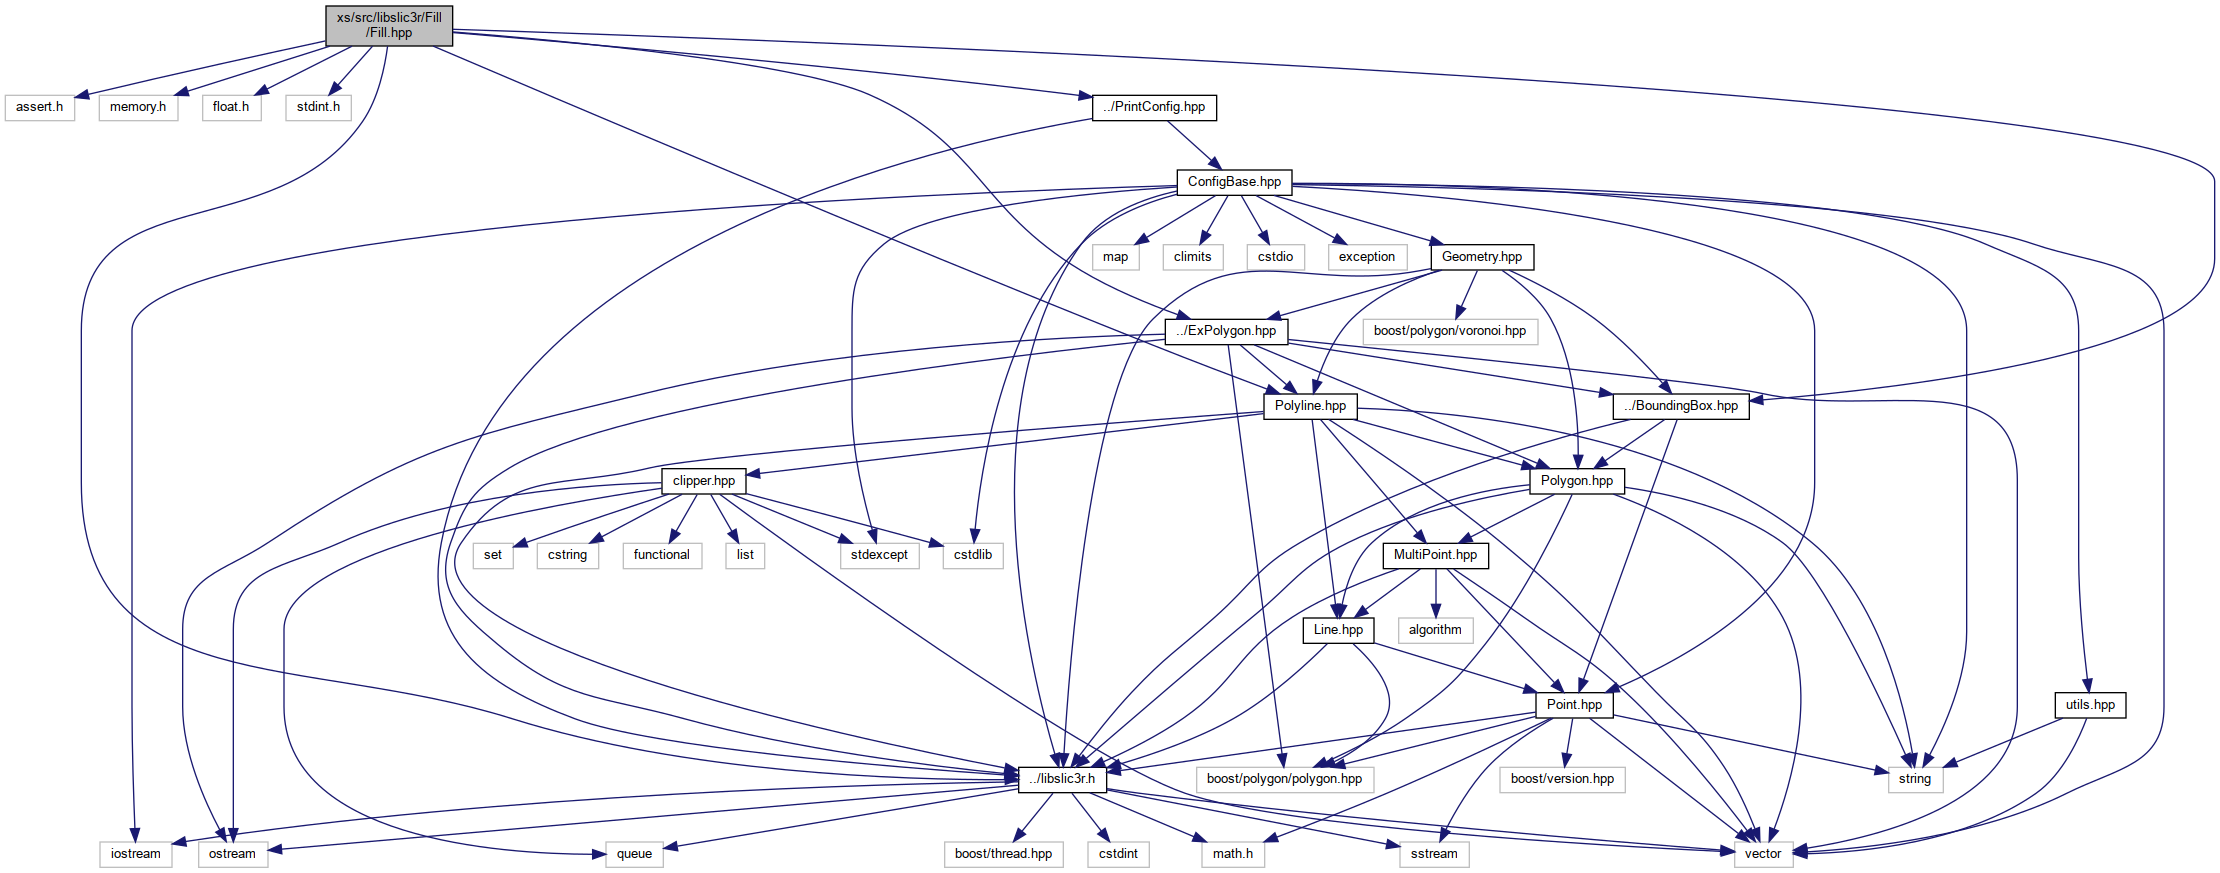 xs/src/libslic3r/Fill
/Fill.hpp
assert.h
memory.h
float.h
stdint.h
../PrintConfig.hpp
ConfigBase.hpp
map
climits
cstdio
exception
Geometry.hpp
../ExPolygon.hpp
boost/polygon/voronoi.hpp
Polyline.hpp
../BoundingBox.hpp
clipper.hpp
Polygon.hpp
set
cstring
functional
list
stdexcept
cstdlib
MultiPoint.hpp
Line.hpp
algorithm
Point.hpp
utils.hpp
../libslic3r.h
boost/polygon/polygon.hpp
boost/version.hpp
string
iostream
ostream
queue
boost/thread.hpp
cstdint
math.h
sstream
vector